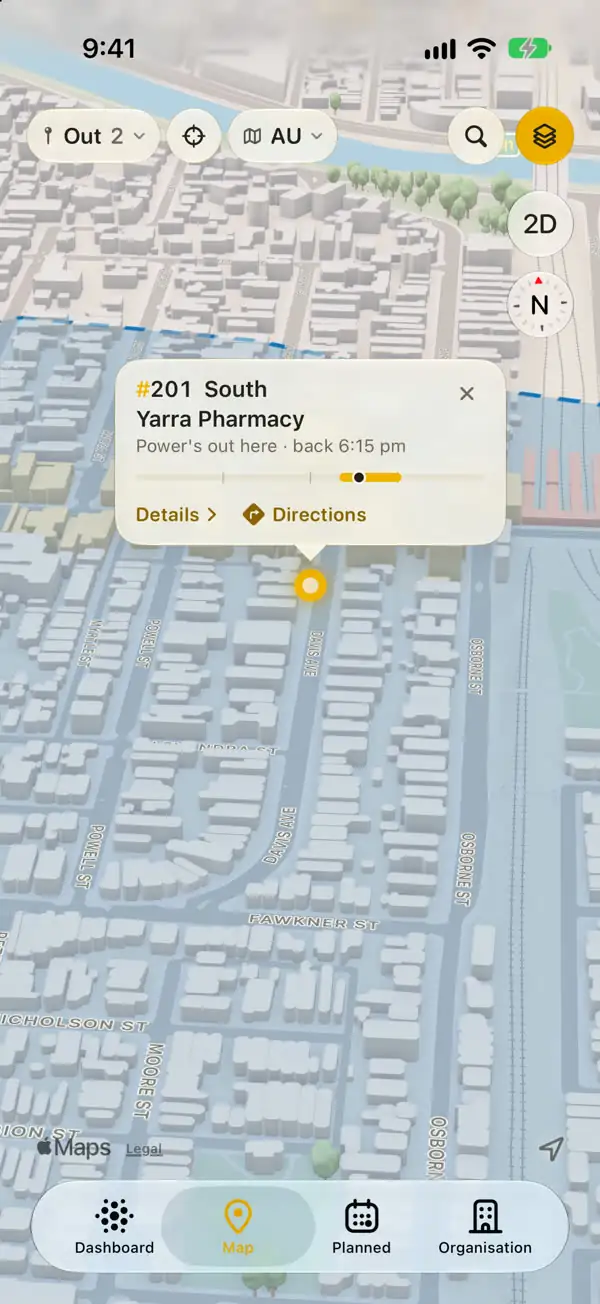 9:41
Out 2
AU
2D
N
#201 South
Yarra Pharmacy
Power's out here · back 6:15 pm
Details
Directions
DAVIS AVE
POWELL ST
OSBORNE ST
DAVIS AVE
POWELL ST
OSBORNE ST
FAWKNER ST
MOORE ST
Maps
Legal
Dashboard
Map
Planned
Organisation